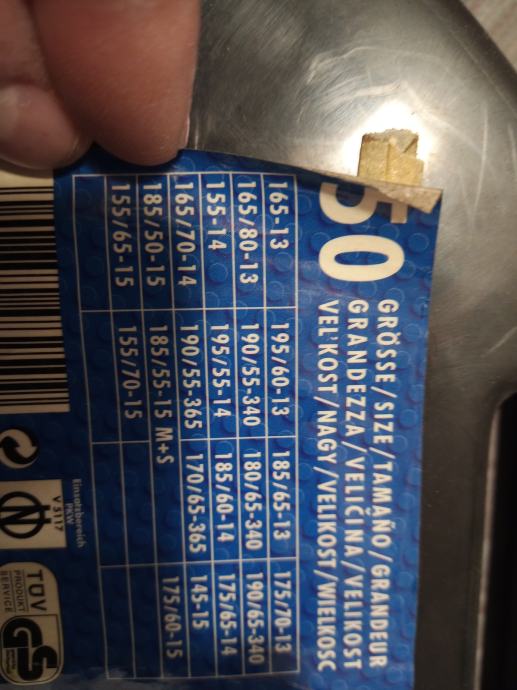 50
GRÖSSE/SIZE/TAMAÑO/GRANDEUR
GRANDEZZA/VELIČINA/VELIKOST
VEL'KOST/NAGY/VELIKOST/WIELKOSC
165-13 195/60-13 185/65-13 175/70-13
165/80-13 190/55-340 180/65-340 190/65-340
155-14 195/55-14 185/60-14 175/65-14
165/70-14 190/55-365 170/65-365 145-15
185/50-15 185/55-15 M+S 175/60-15
155/65-15 155/70-15
Einsatzbereich
PKW
V 5117
TÜV
PRODUKT
SERVICE
GS